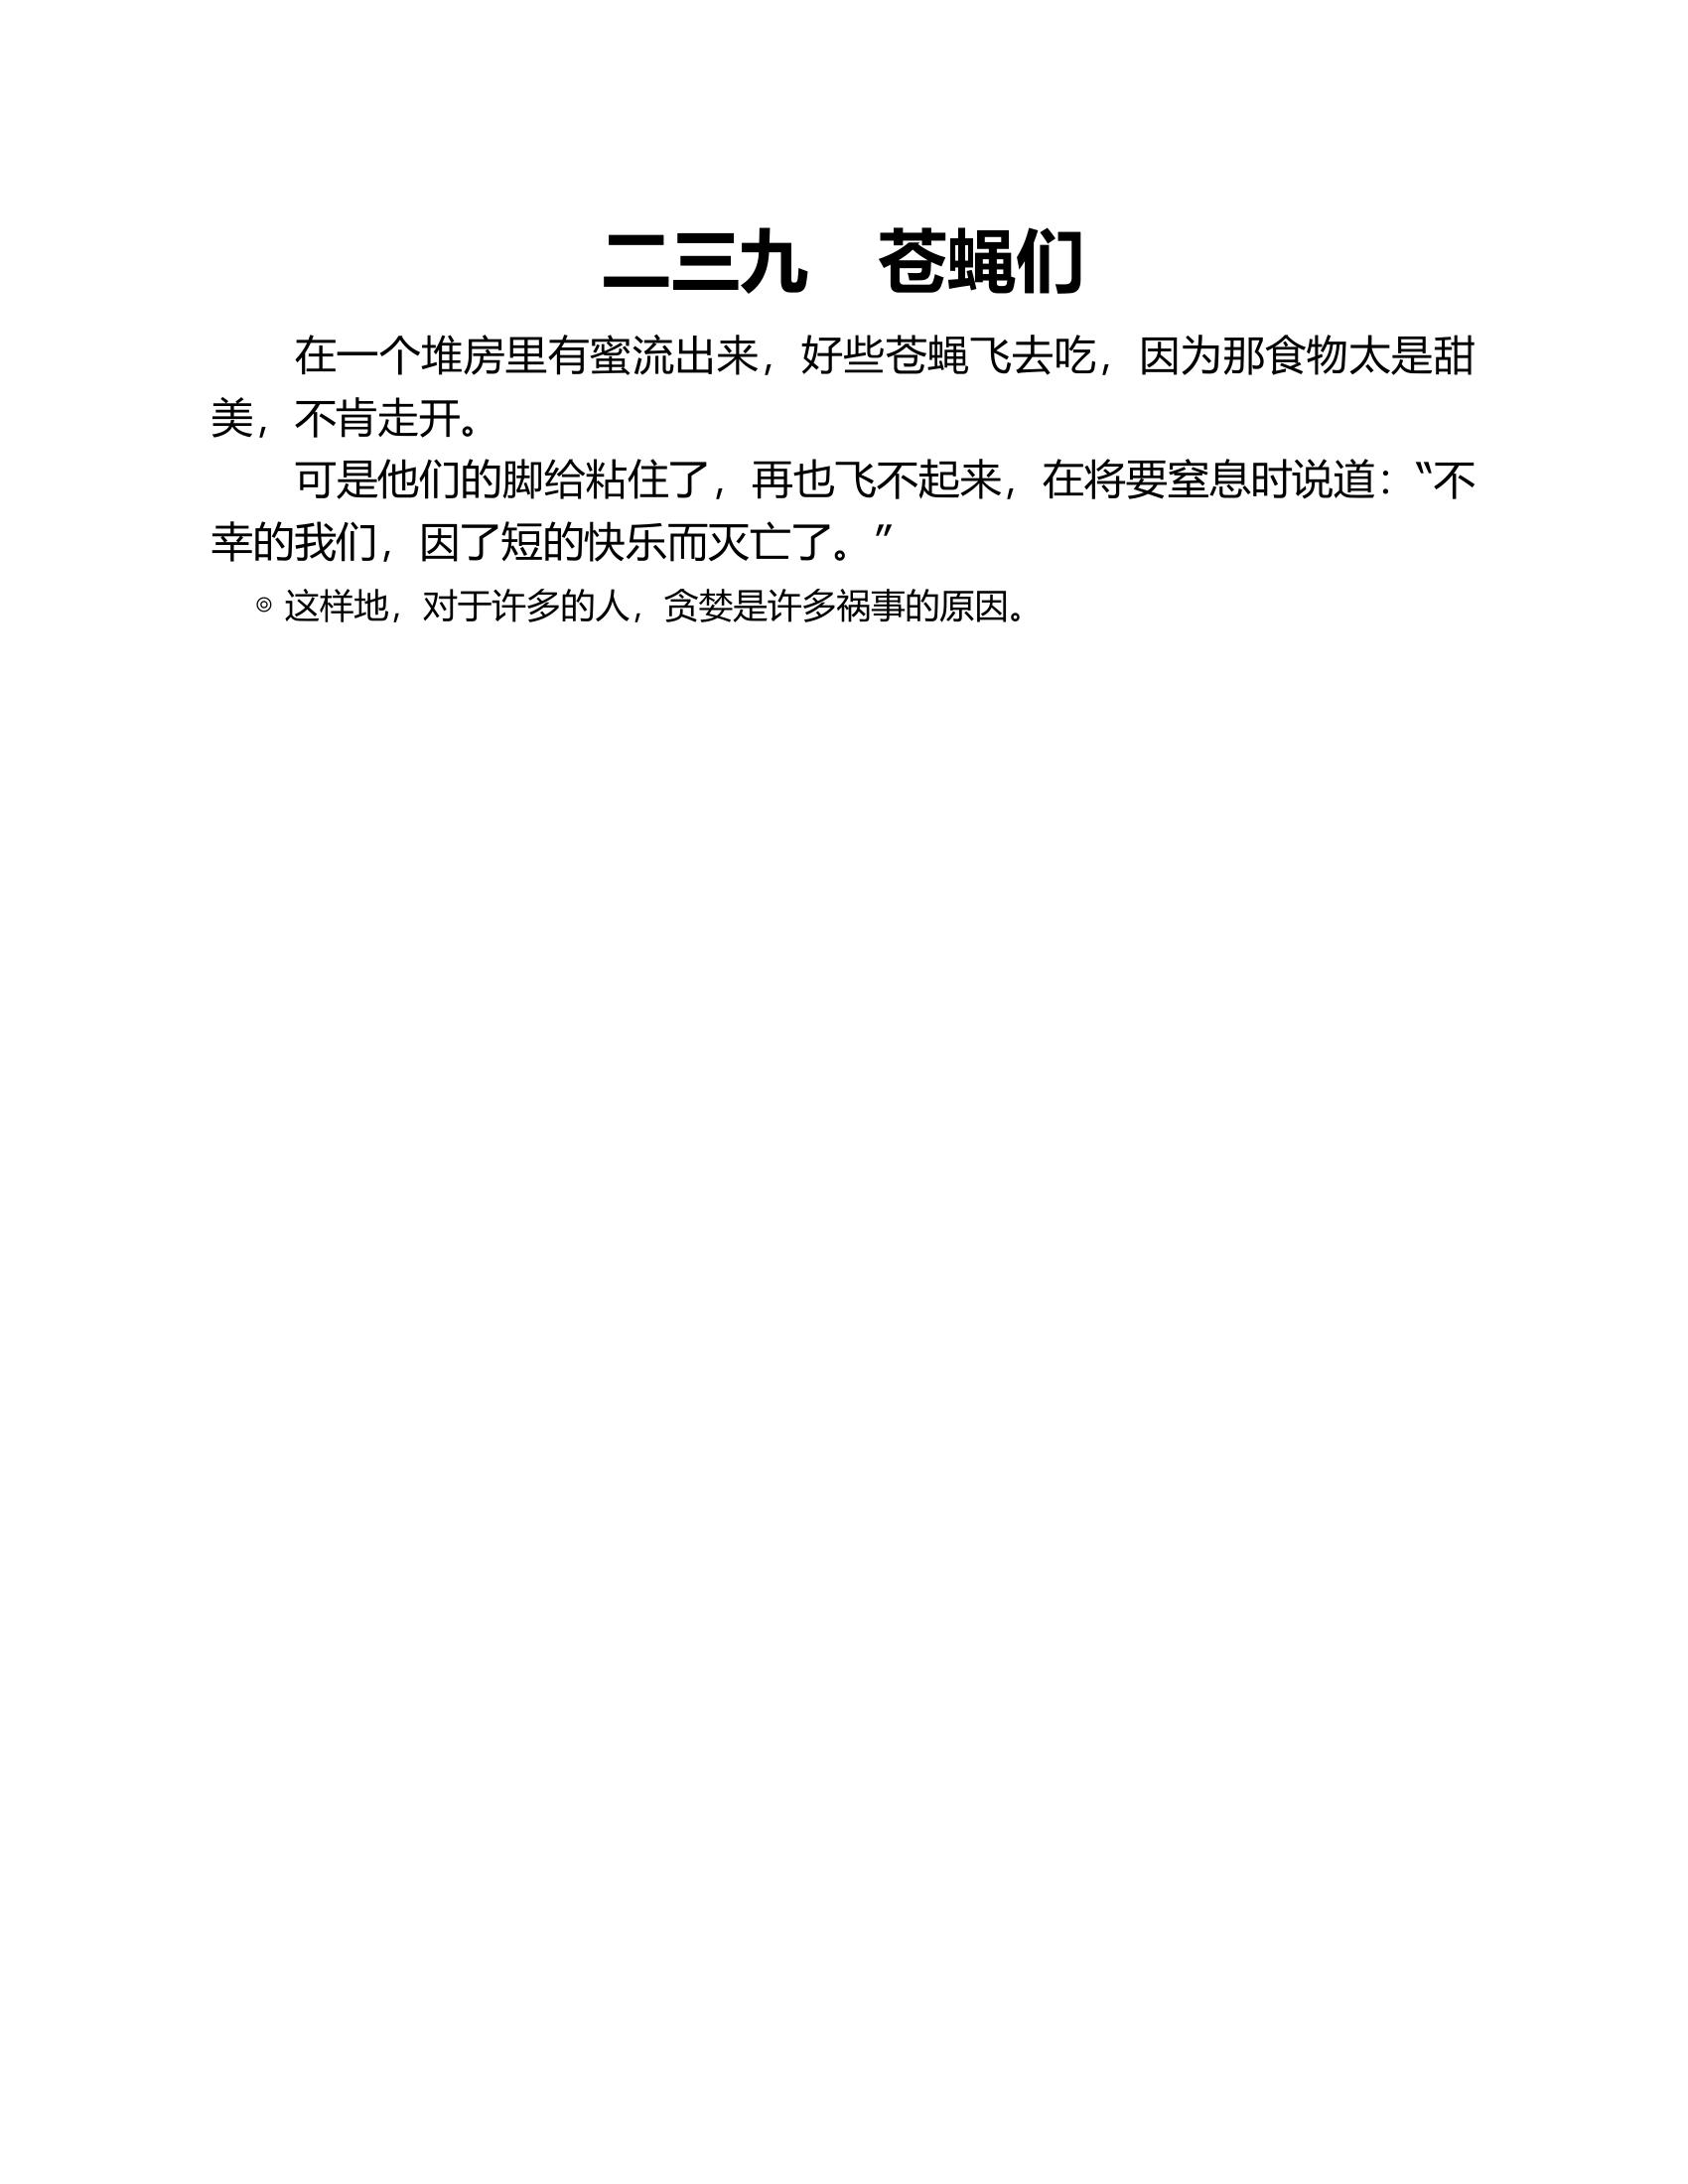 二三九　苍蝇们
在一个堆房里有蜜流出来，好些苍蝇飞去吃，因为那食物太是甜
美，不肯走开。
可是他们的脚给粘住了，再也飞不起来，在将要窒息时说道：“不
幸的我们，因了短的快乐而灭亡了。”
◎ 这样地，对于许多的人，贪婪是许多祸事的原因。